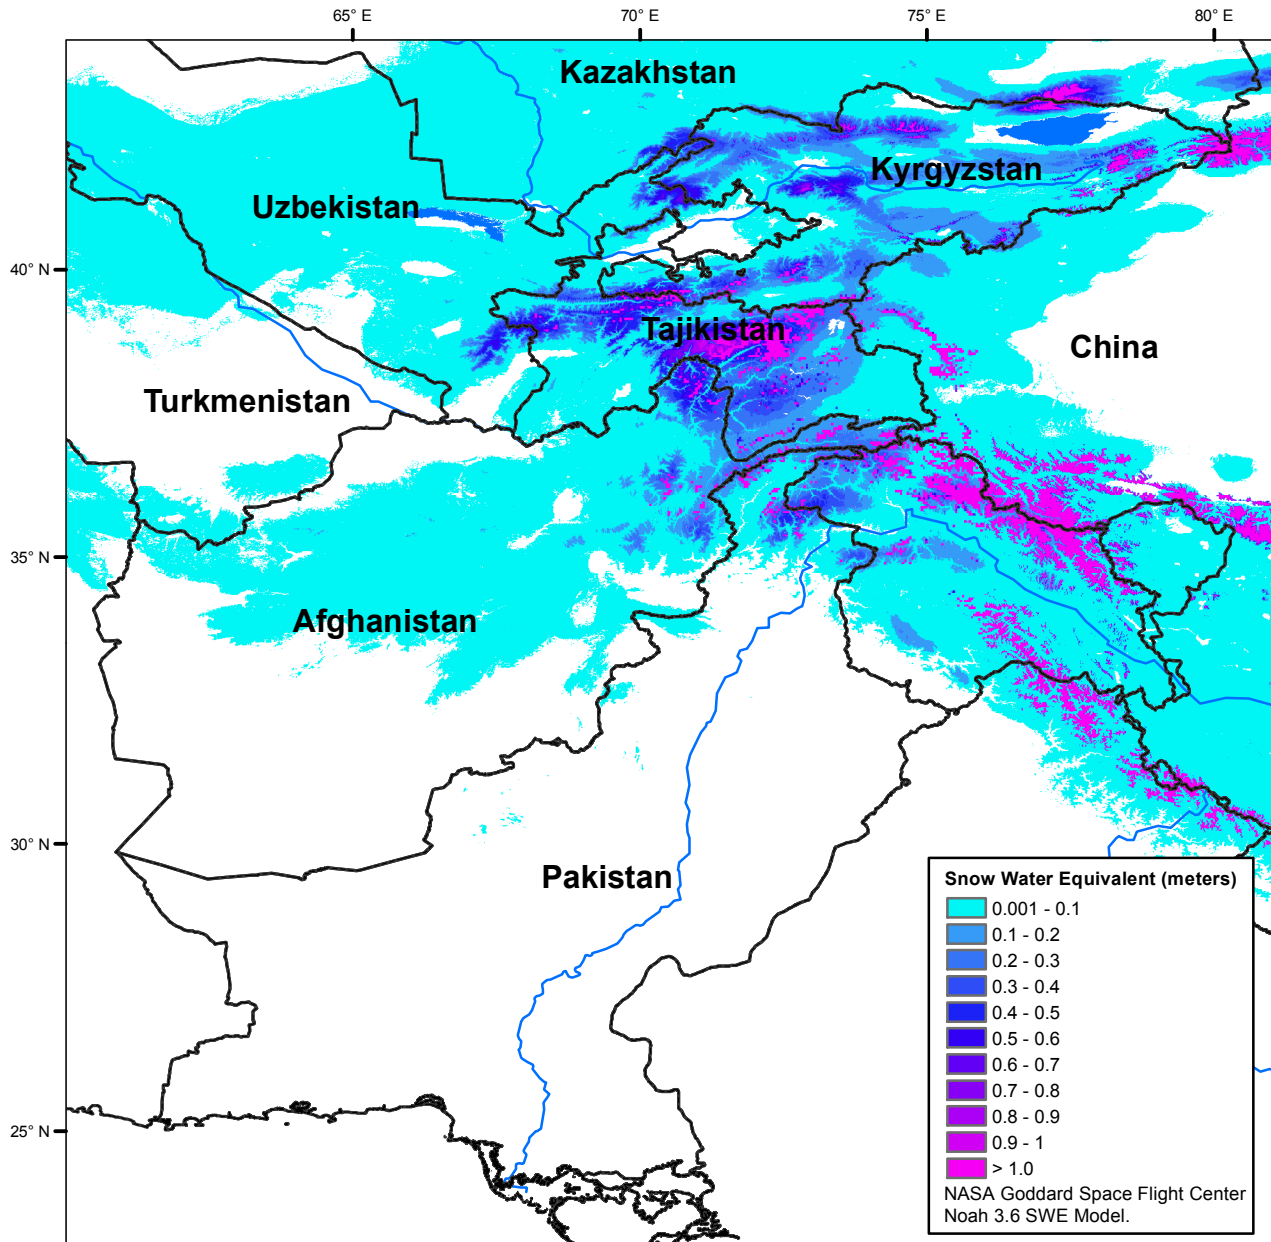 65° E
70° E
75° E
80° E
Kazakhstan
Kyrgyzstan
Uzbekistan
40° N
Tajikistan
China
Turkmenistan
35° N
Afghanistan
30° N
Pakistan
25° N
Snow Water Equivalent (meters)
0.001 - 0.1
0.1 - 0.2
0.2 - 0.3
0.3 - 0.4
0.4 - 0.5
0.5 - 0.6
0.6 - 0.7
0.7 - 0.8
0.8 - 0.9
0.9 - 1
> 1.0
NASA Goddard Space Flight Center
Noah 3.6 SWE Model.